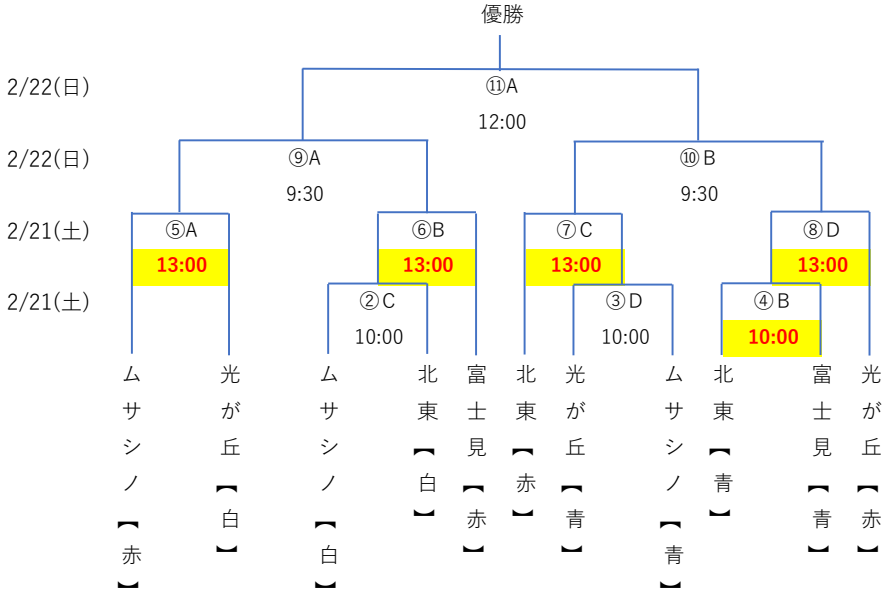 優勝
2/22(日)
⑪A
12:00
2/22(日)
⑨A
⑩B
9:30
9:30
2/21(土)
⑤A
⑥B
⑦C
⑧D
13:00
13:00
13:00
13:00
2/21(土)
②C
③D
④B
10:00
10:00
10:00
ムサシノ【赤】
光が丘【白】
ムサシノ【白】
北東【白】
富士見【赤】
北東【赤】
光が丘【青】
ムサシノ【青】
北東【青】
富士見【青】
光が丘【赤】